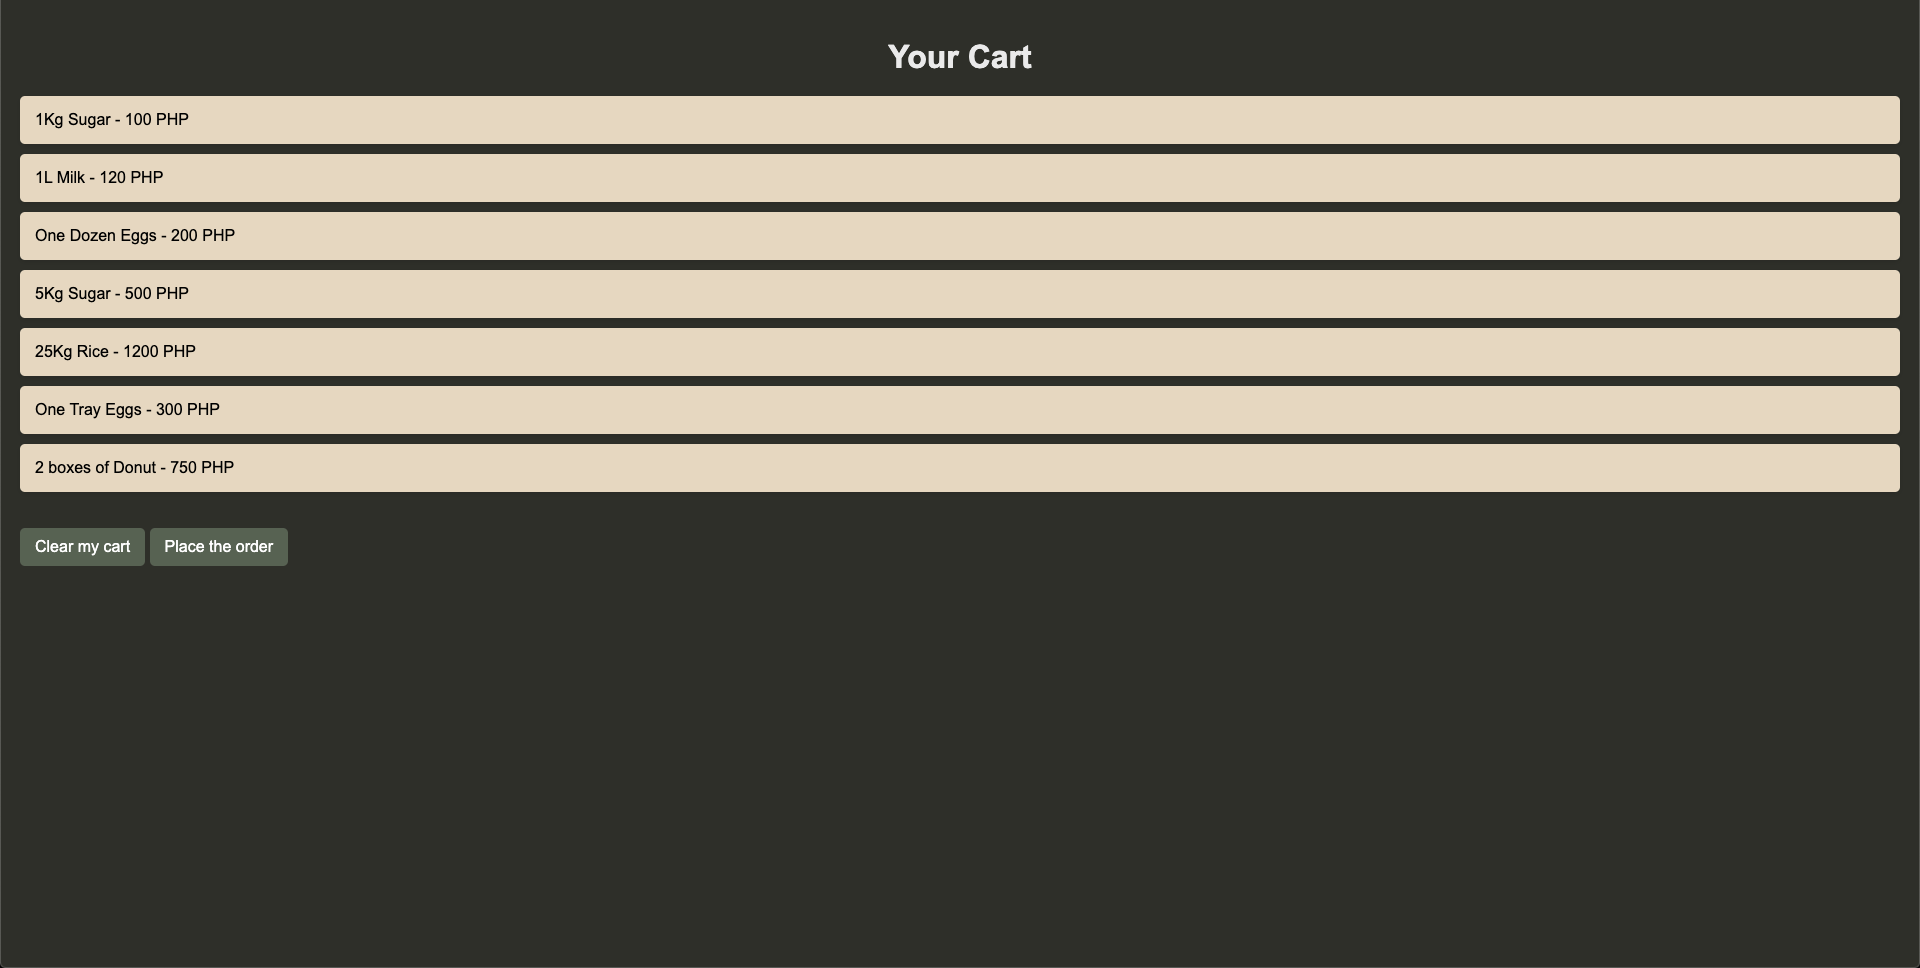 Your Cart
1Kg Sugar - 100 PHP
1L Milk - 120 PHP
One Dozen Eggs - 200 PHP
5Kg Sugar - 500 PHP
25Kg Rice - 1200 PHP
One Tray Eggs - 300 PHP
2 boxes of Donut - 750 PHP
Clear my cart
Place the order